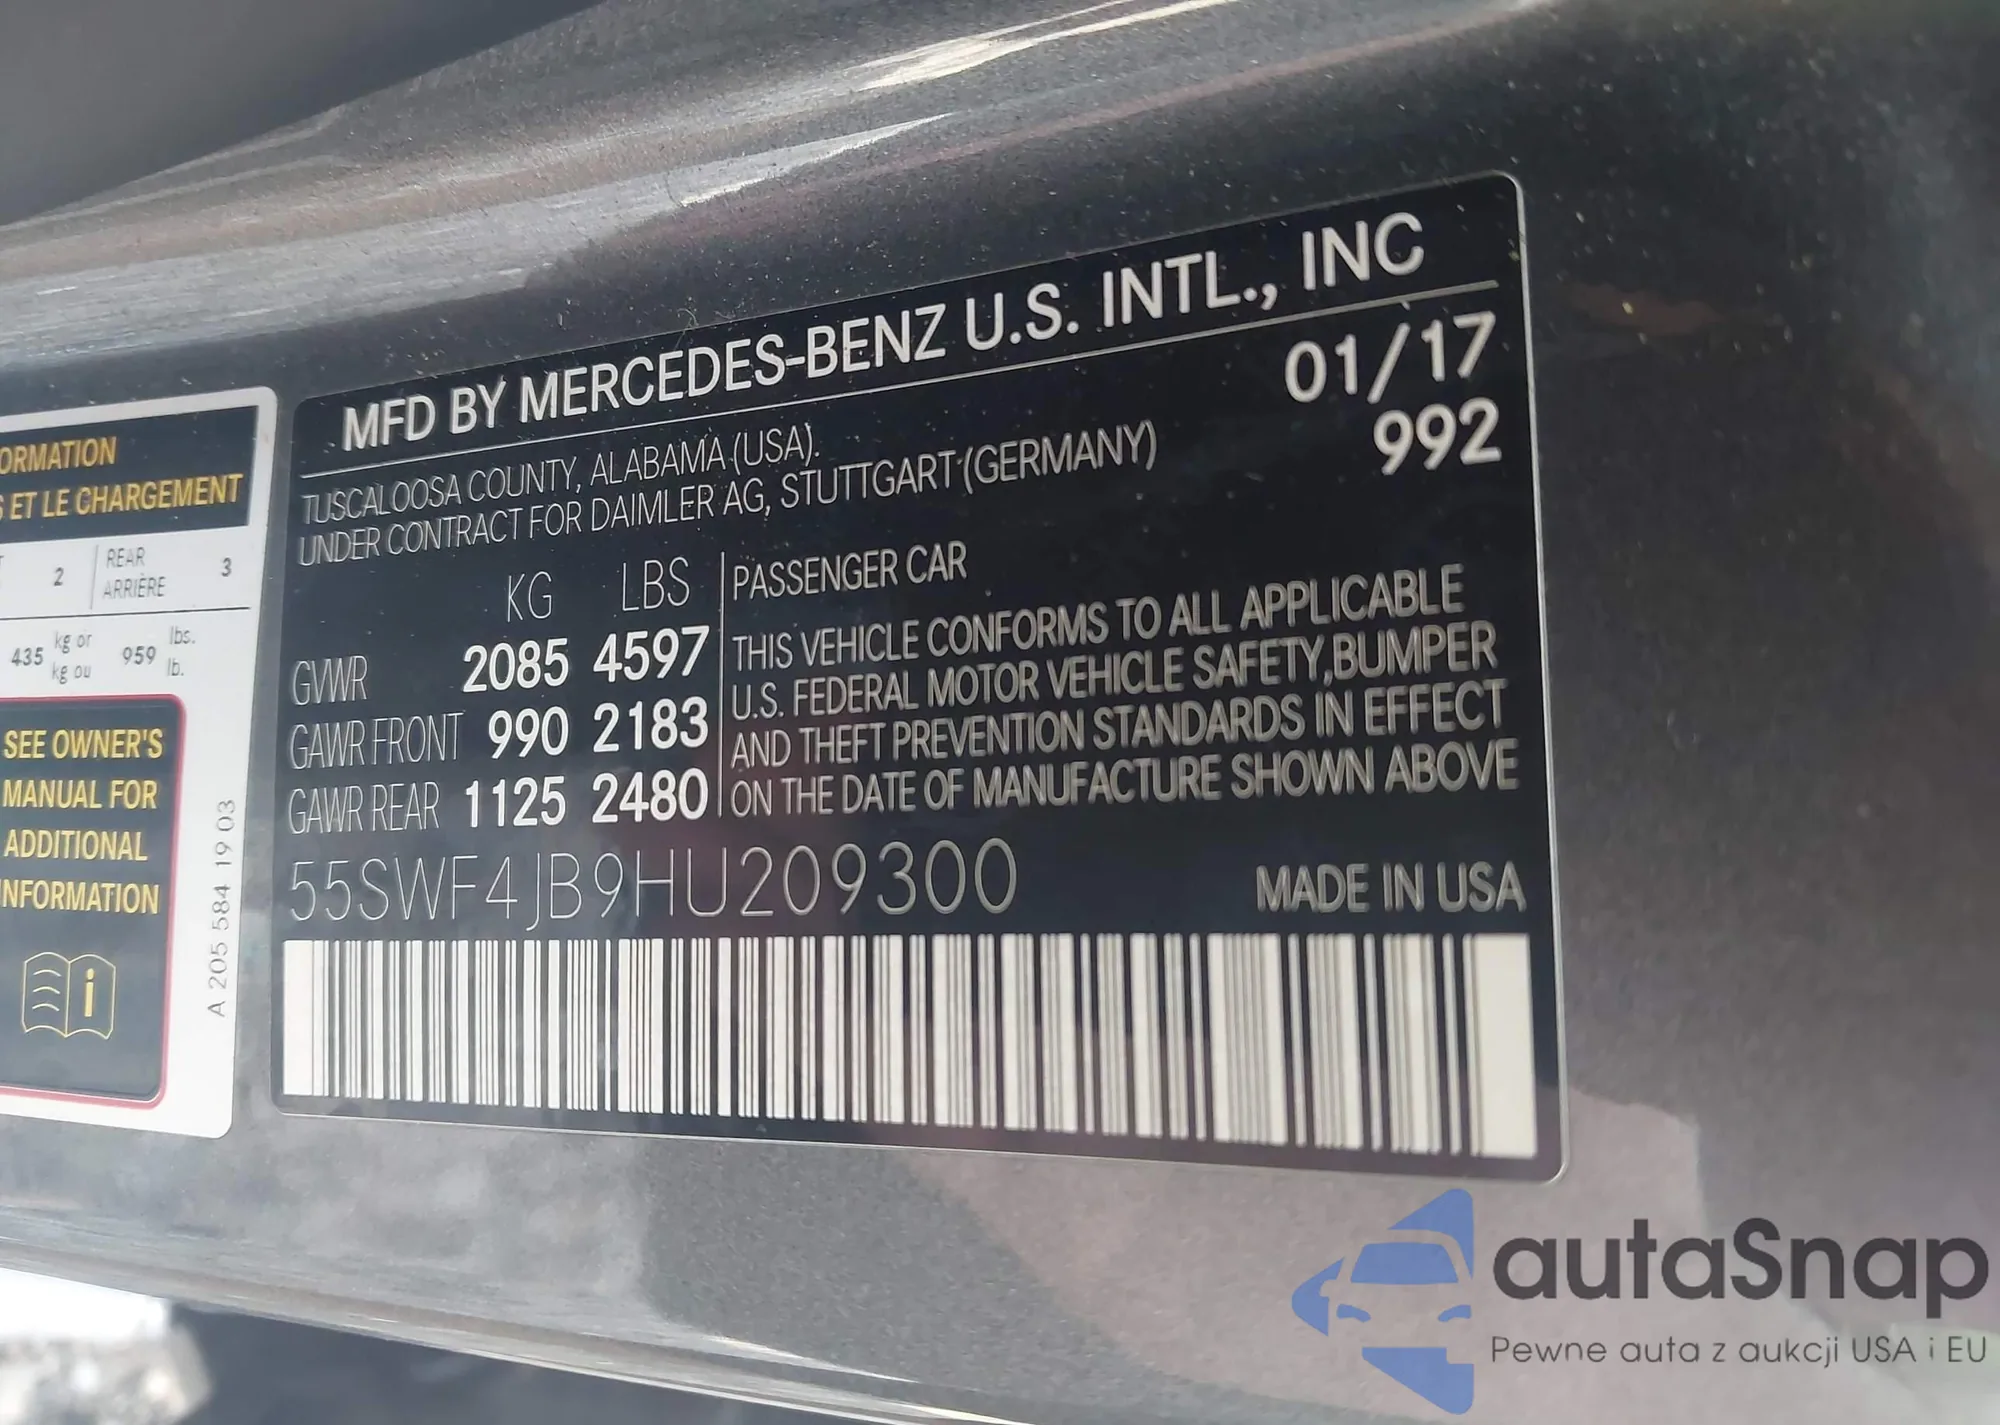 MFD BY MERCEDES-BENZ U.S. INTL., INC
01/17
TUSCALOOSA COUNTY, ALABAMA (USA).
992
UNDER CONTRACT FOR DAIMLER AG, STUTTGART (GERMANY)
KG LBS
PASSENGER CAR
GVWR 2085 4597
GAWR FRONT 990 2183
GAWR REAR 1125 2480
THIS VEHICLE CONFORMS TO ALL APPLICABLE
U.S. FEDERAL MOTOR VEHICLE SAFETY, BUMPER
AND THEFT PREVENTION STANDARDS IN EFFECT
ON THE DATE OF MANUFACTURE SHOWN ABOVE
55SWF4JB9HU209300
MADE IN USA
ORMATION
S ET LE CHARGEMENT
2 REAR 3
ARRIÈRE
435 kg or 959 lbs.
kg ou lb.
SEE OWNER'S
MANUAL FOR
ADDITIONAL
INFORMATION
i
A 205 584 19 03
autaSnap
Pewne auta z aukcji USA i EU